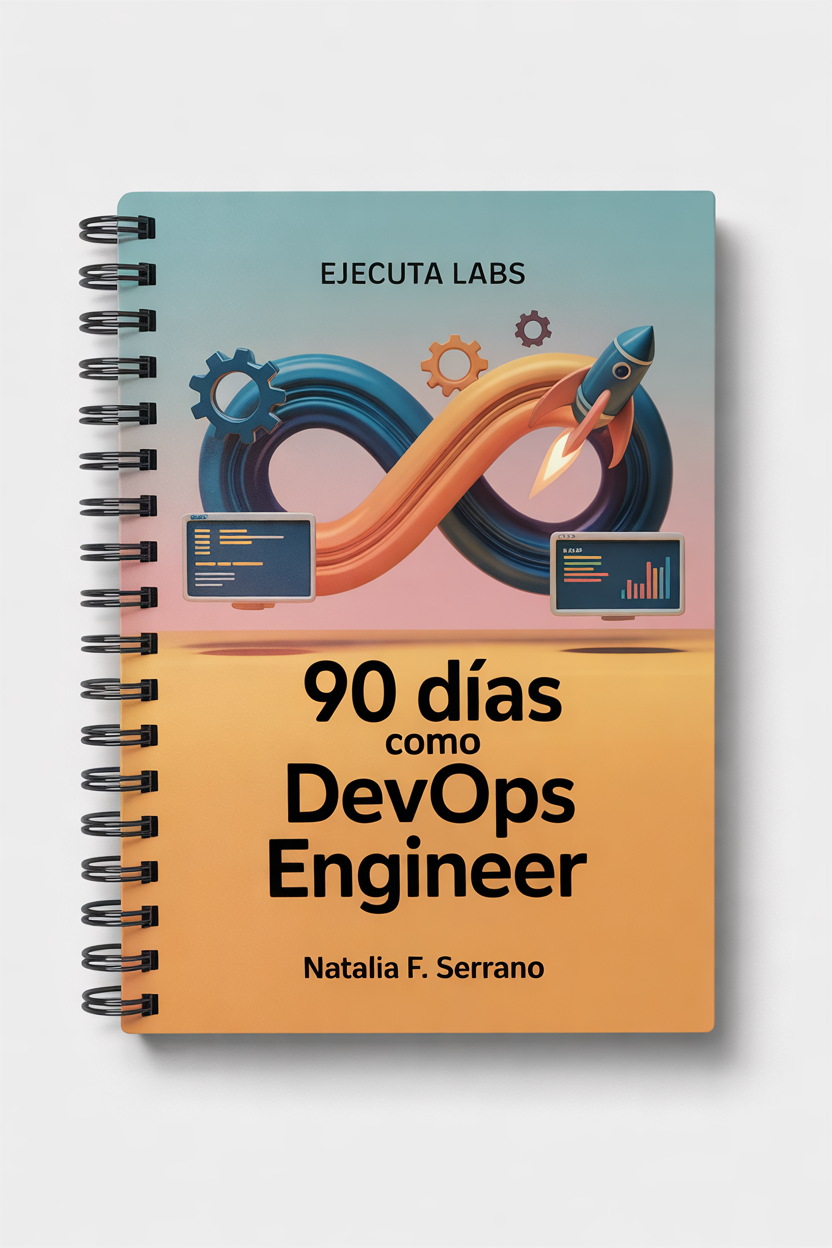 EJECUTA LABS
90 días
como
DevOps
Engineer
Natalia F. Serrano